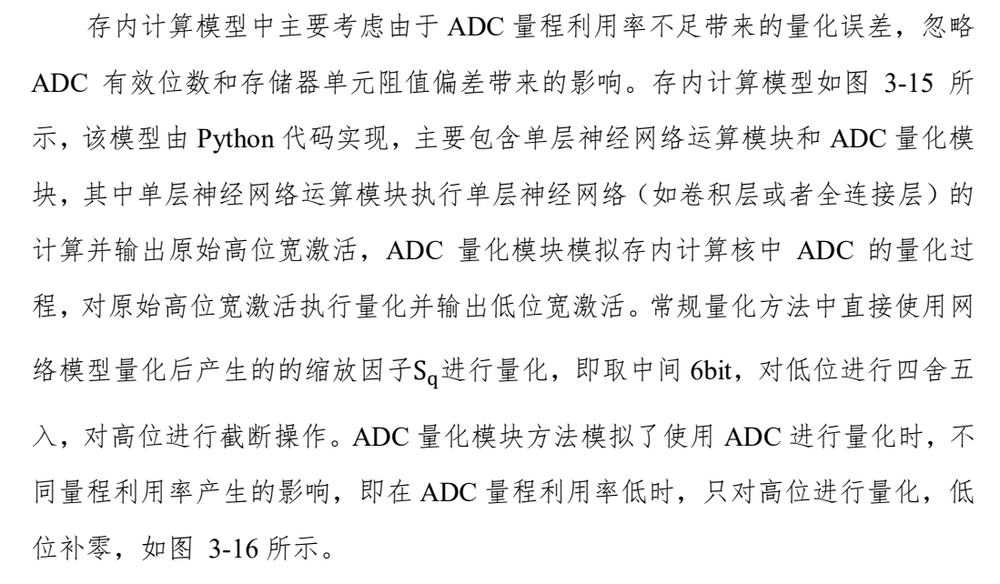 存内计算模型中主要考虑由于 ADC 量程利用率不足带来的量化误差，忽略
ADC 有效位数和存储器单元阻值偏差带来的影响。存内计算模型如图 3-15 所
示，该模型由 Python 代码实现，主要包含单层神经网络运算模块和 ADC 量化模
块，其中单层神经网络运算模块执行单层神经网络（如卷积层或者全连接层）的
计算并输出原始高位宽激活，ADC 量化模块模拟存内计算核中 ADC 的量化过
程，对原始高位宽激活执行量化并输出低位宽激活。常规量化方法中直接使用网
络模型量化后产生的的缩放因子S_q进行量化，即取中间 6bit，对低位进行四舍五
入，对高位进行截断操作。ADC 量化模块方法模拟了使用 ADC 进行量化时，不
同量程利用率产生的影响，即在 ADC 量程利用率低时，只对高位进行量化，低
位补零，如图 3-16 所示。